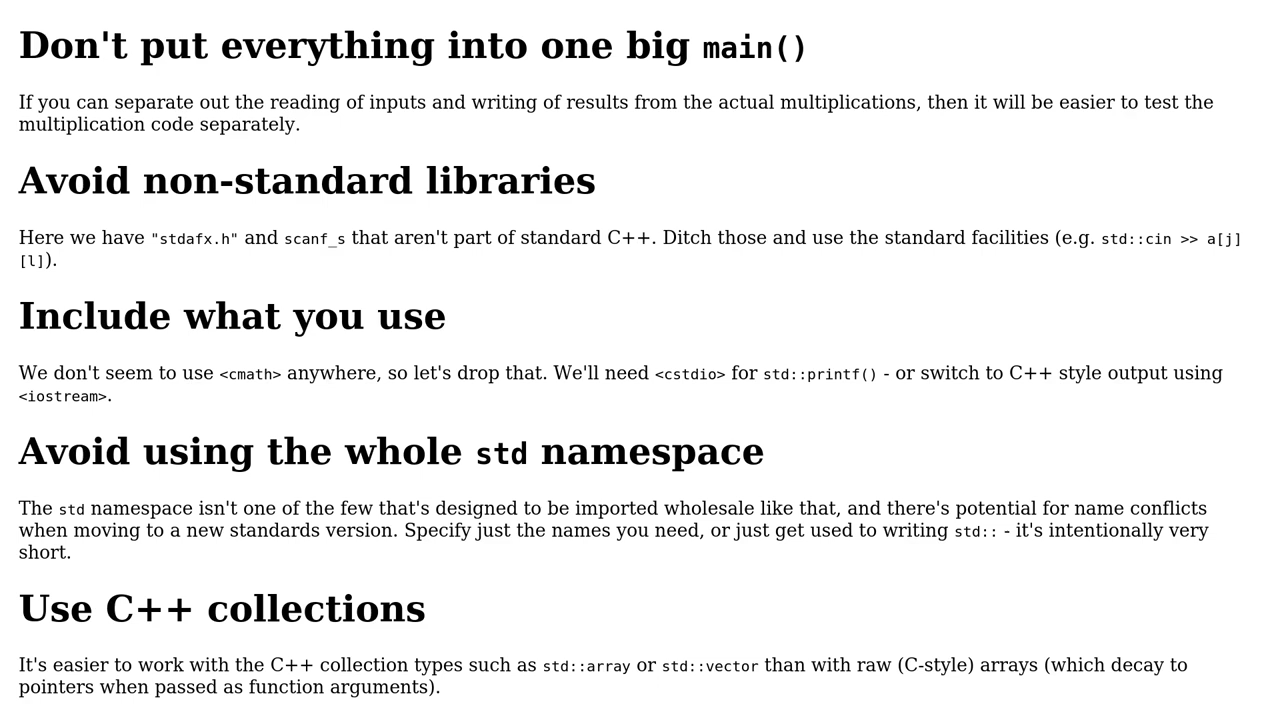 Don't put everything into one big main()
If you can separate out the reading of inputs and writing of results from the actual multiplications, then it will be easier to test the
multiplication code separately.
Avoid non-standard libraries
Here we have "stdafx.h" and scanf_s that aren't part of standard C++. Ditch those and use the standard facilities (e.g. std::cin >> a[j]
[l]).
Include what you use
We don't seem to use <cmath> anywhere, so let's drop that. We'll need <cstdio> for std::printf() - or switch to C++ style output using
<iostream>.
Avoid using the whole std namespace
The std namespace isn't one of the few that's designed to be imported wholesale like that, and there's potential for name conflicts
when moving to a new standards version. Specify just the names you need, or just get used to writing std:: - it's intentionally very
short.
Use C++ collections
It's easier to work with the C++ collection types such as std::array or std::vector than with raw (C-style) arrays (which decay to
pointers when passed as function arguments).